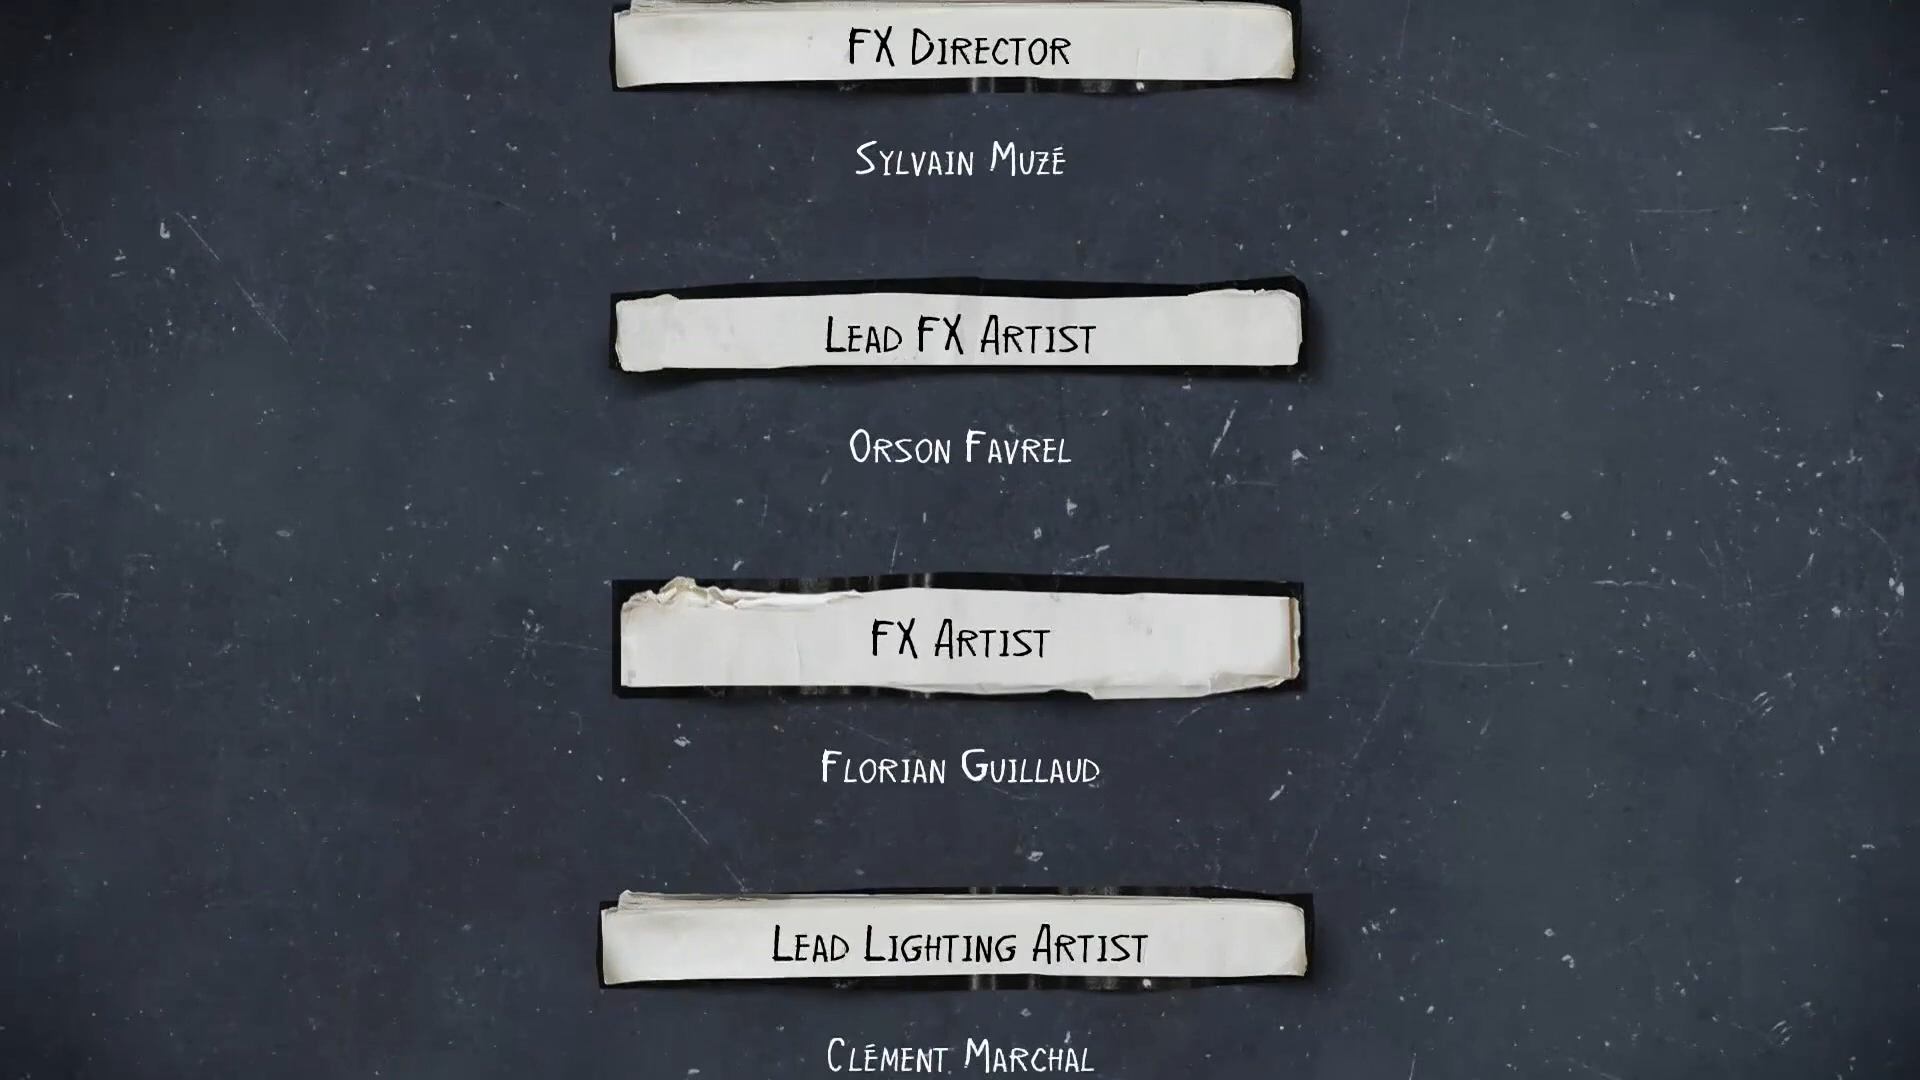 FX Director
Sylvain Muzé
Lead FX Artist
Orson Favrel
FX Artist
Florian Guillaud
Lead Lighting Artist
Clément Marchal